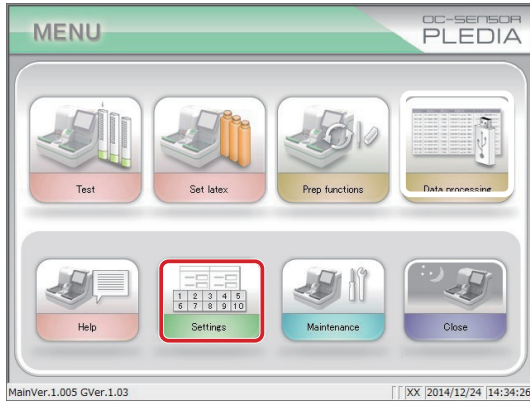 MENU
OC-SENSOR
PLEDIA
Test
Set latex
Prep functions
Data processing
1 2 3 4 5
6 7 8 9 10
Help
Settings
Maintenance
Close
MainVer.1.005 GVer.1.03
XX 2014/12/24 14:34:26